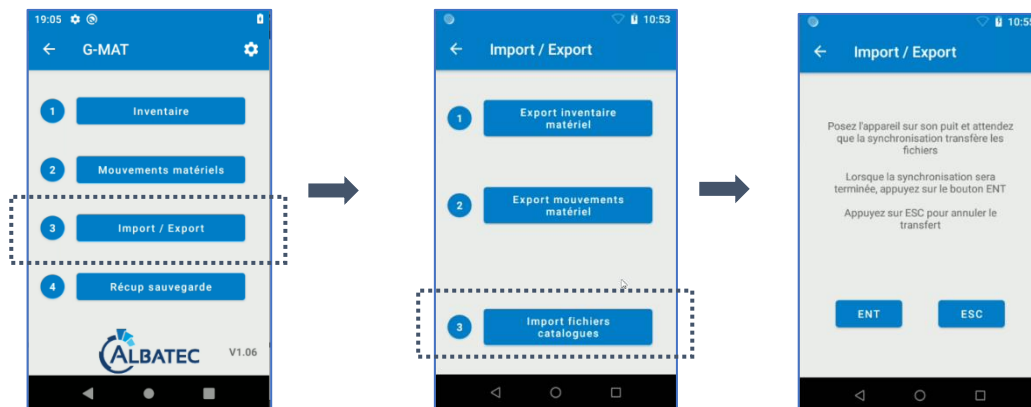 19:05
G-MAT
1
Inventaire
2
Mouvements matériels
3
Import / Export
4
Récup sauvegarde
ALBATEC
V1.06
10:53
Import / Export
1
Export inventaire
matériel
2
Export mouvements
matériel
3
Import fichiers
catalogues
10:55
Import / Export
Posez l'appareil sur son puit et attendez
que la synchronisation transfère les
fichiers
Lorsque la synchronisation sera
terminée, appuyez sur le bouton ENT
Appuyez sur ESC pour annuler le
transfert
ENT
ESC